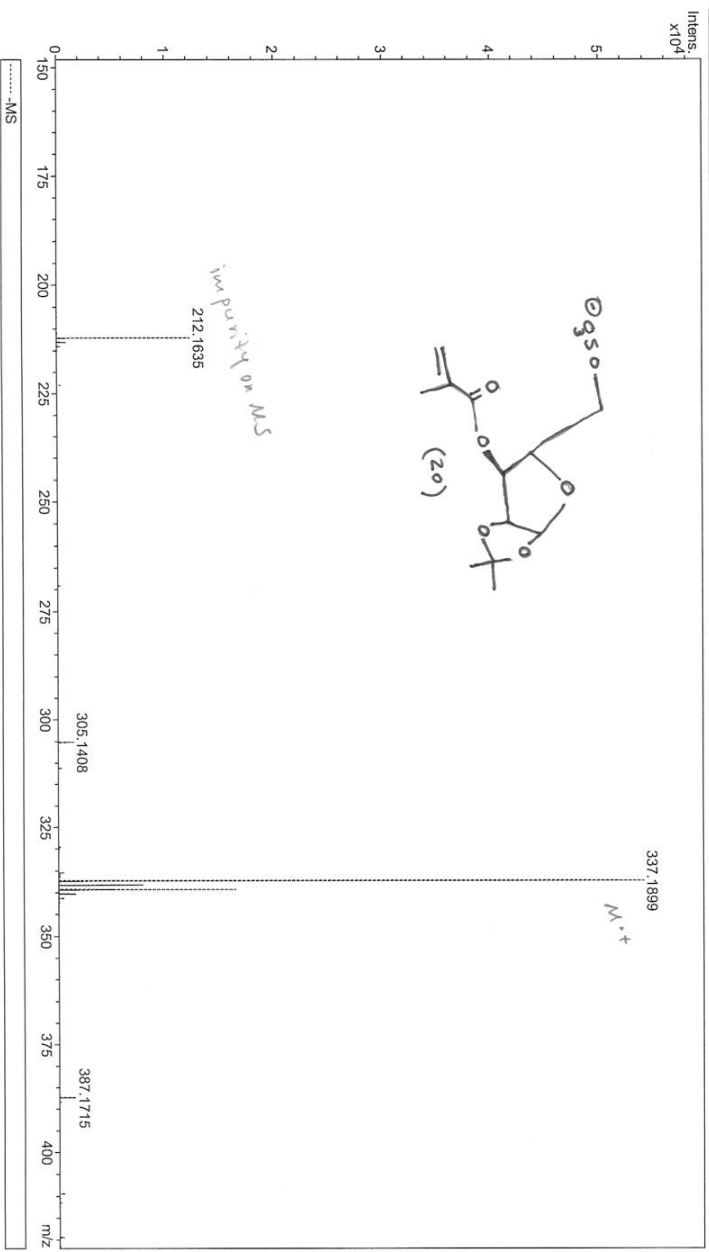 Intens.
x10⁴
5
4
3
2
1
0
150
175
200
225
250
275
300
325
350
375
400
m/z
212.1635
305.1408
337.1899
387.1715
M·+
impurity on MS
⊖
O₃SO
O
O
O
O
O
(20)
-MS